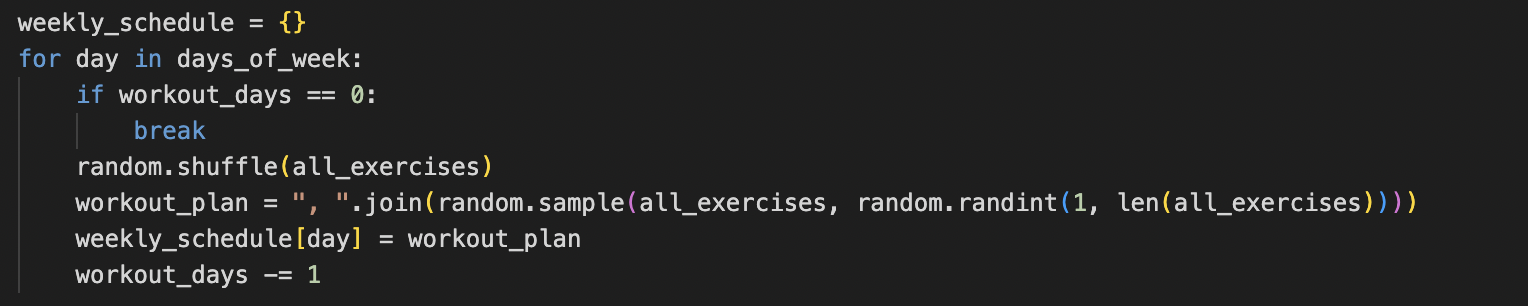 weekly_schedule = {}
for day in days_of_week:
    if workout_days == 0:
        break
    random.shuffle(all_exercises)
    workout_plan = ", ".join(random.sample(all_exercises, random.randint(1, len(all_exercises))))
    weekly_schedule[day] = workout_plan
    workout_days -= 1